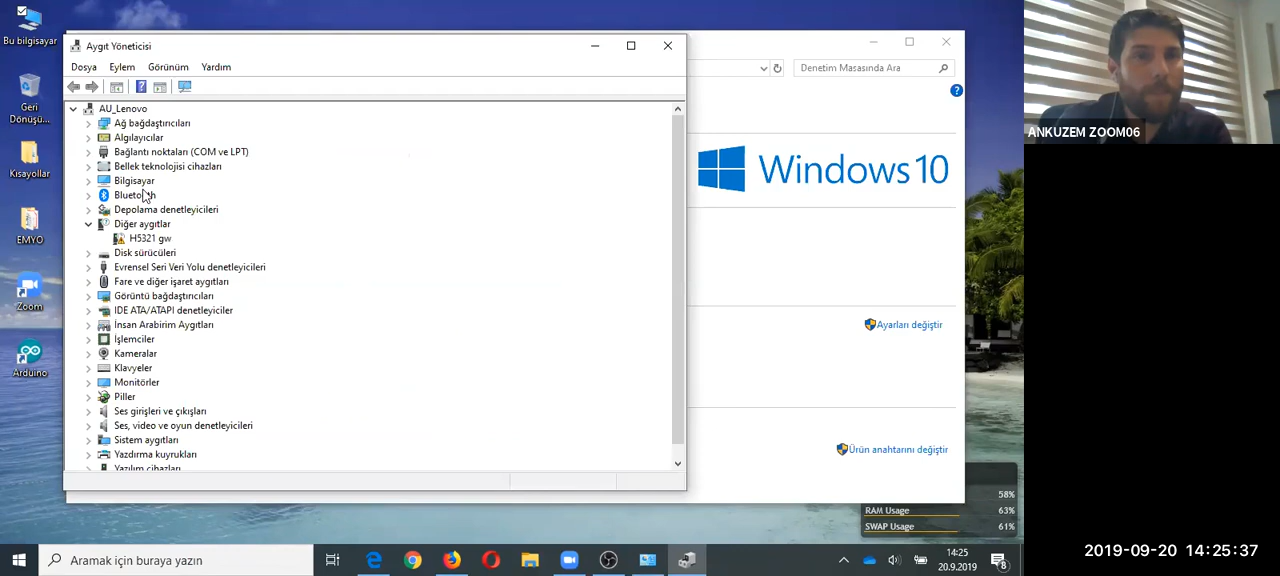 Bu bilgisayar
Geri
Dönüşü...
Kısayollar
EMYO
Zoom
Arduino
Aygıt Yöneticisi
Dosya
Eylem
Görünüm
Yardım
AU_Lenovo
Ağ bağdaştırıcıları
Algılayıcılar
Bağlantı noktaları (COM ve LPT)
Bellek teknolojisi cihazları
Bilgisayar
Bluetooth
Depolama denetleyicileri
Diğer aygıtlar
H5321 gw
Disk sürücüleri
Evrensel Seri Veri Yolu denetleyicileri
Fare ve diğer işaret aygıtları
Görüntü bağdaştırıcıları
IDE ATA/ATAPI denetleyiciler
İnsan Arabirim Aygıtları
İşlemciler
Kameralar
Klavyeler
Monitörler
Piller
Ses girişleri ve çıkışları
Ses, video ve oyun denetleyicileri
Sistem aygıtları
Yazdırma kuyrukları
Yazılım cihazları
Denetim Masasında Ara
Windows 10
Ayarları değiştir
Ürün anahtarını değiştir
58%
RAM Usage 63%
SWAP Usage 61%
Aramak için buraya yazın
14:25
20.9.2019
8
ANKUZEM ZOOM06
2019-09-20 14:25:37